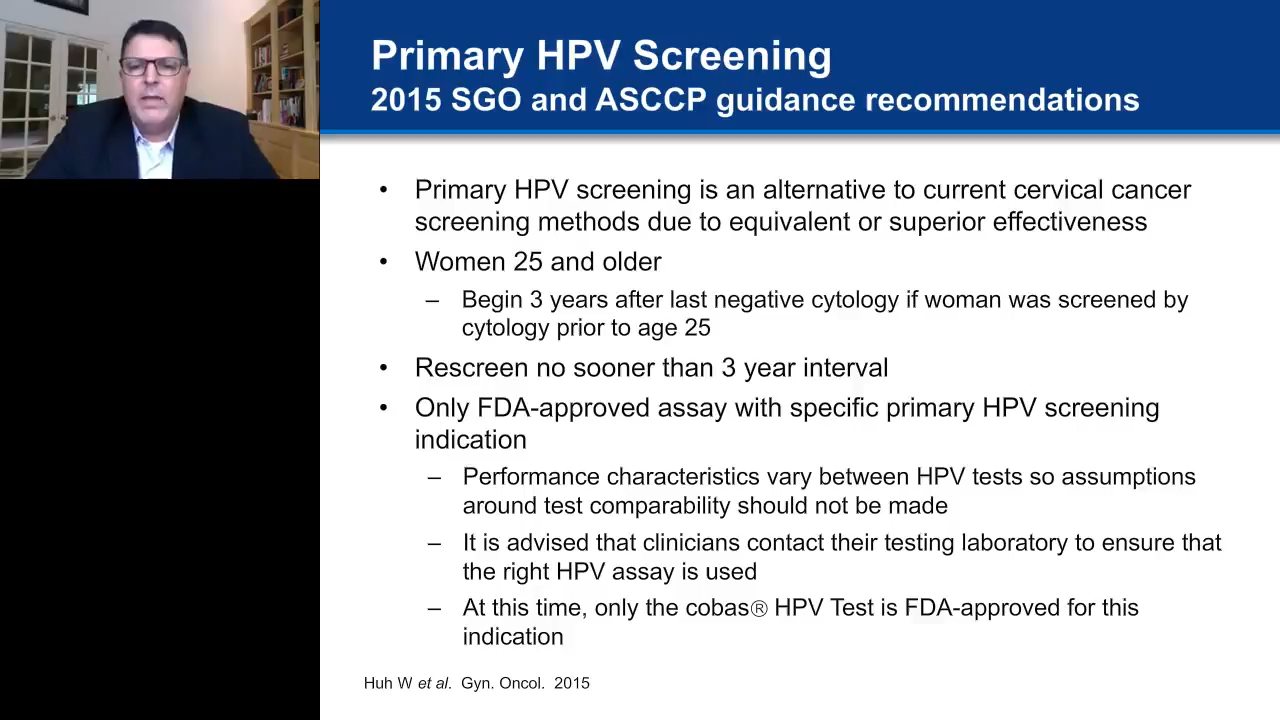 Primary HPV Screening
2015 SGO and ASCCP guidance recommendations
• Primary HPV screening is an alternative to current cervical cancer
screening methods due to equivalent or superior effectiveness
• Women 25 and older
– Begin 3 years after last negative cytology if woman was screened by
cytology prior to age 25
• Rescreen no sooner than 3 year interval
• Only FDA-approved assay with specific primary HPV screening
indication
– Performance characteristics vary between HPV tests so assumptions
around test comparability should not be made
– It is advised that clinicians contact their testing laboratory to ensure that
the right HPV assay is used
– At this time, only the cobas® HPV Test is FDA-approved for this
indication
Huh W et al. Gyn. Oncol. 2015